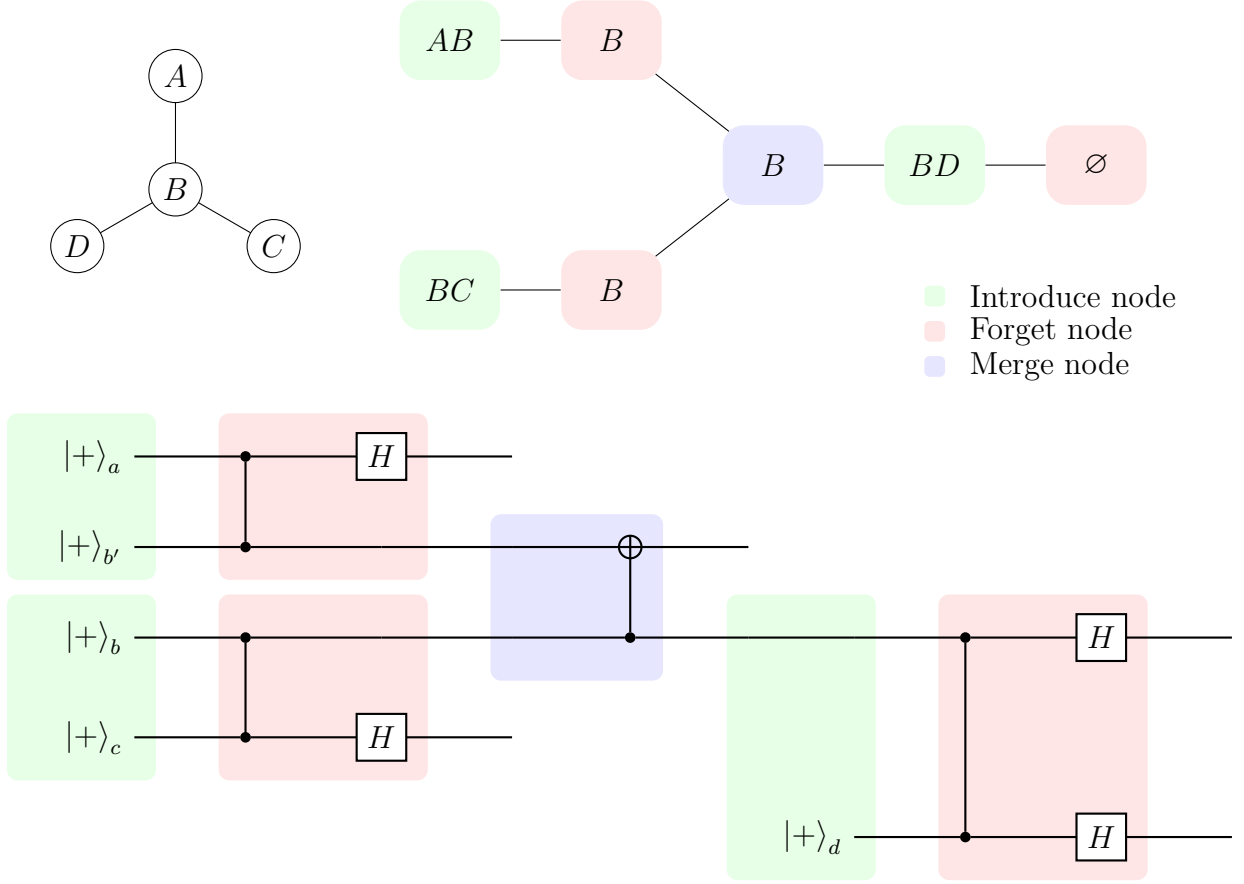 A
B
D
C
AB
B
B
BD
∅
BC
B
Introduce node
Forget node
Merge node
|+⟩a
H
|+⟩b′
|+⟩b
H
|+⟩c
H
|+⟩d
H